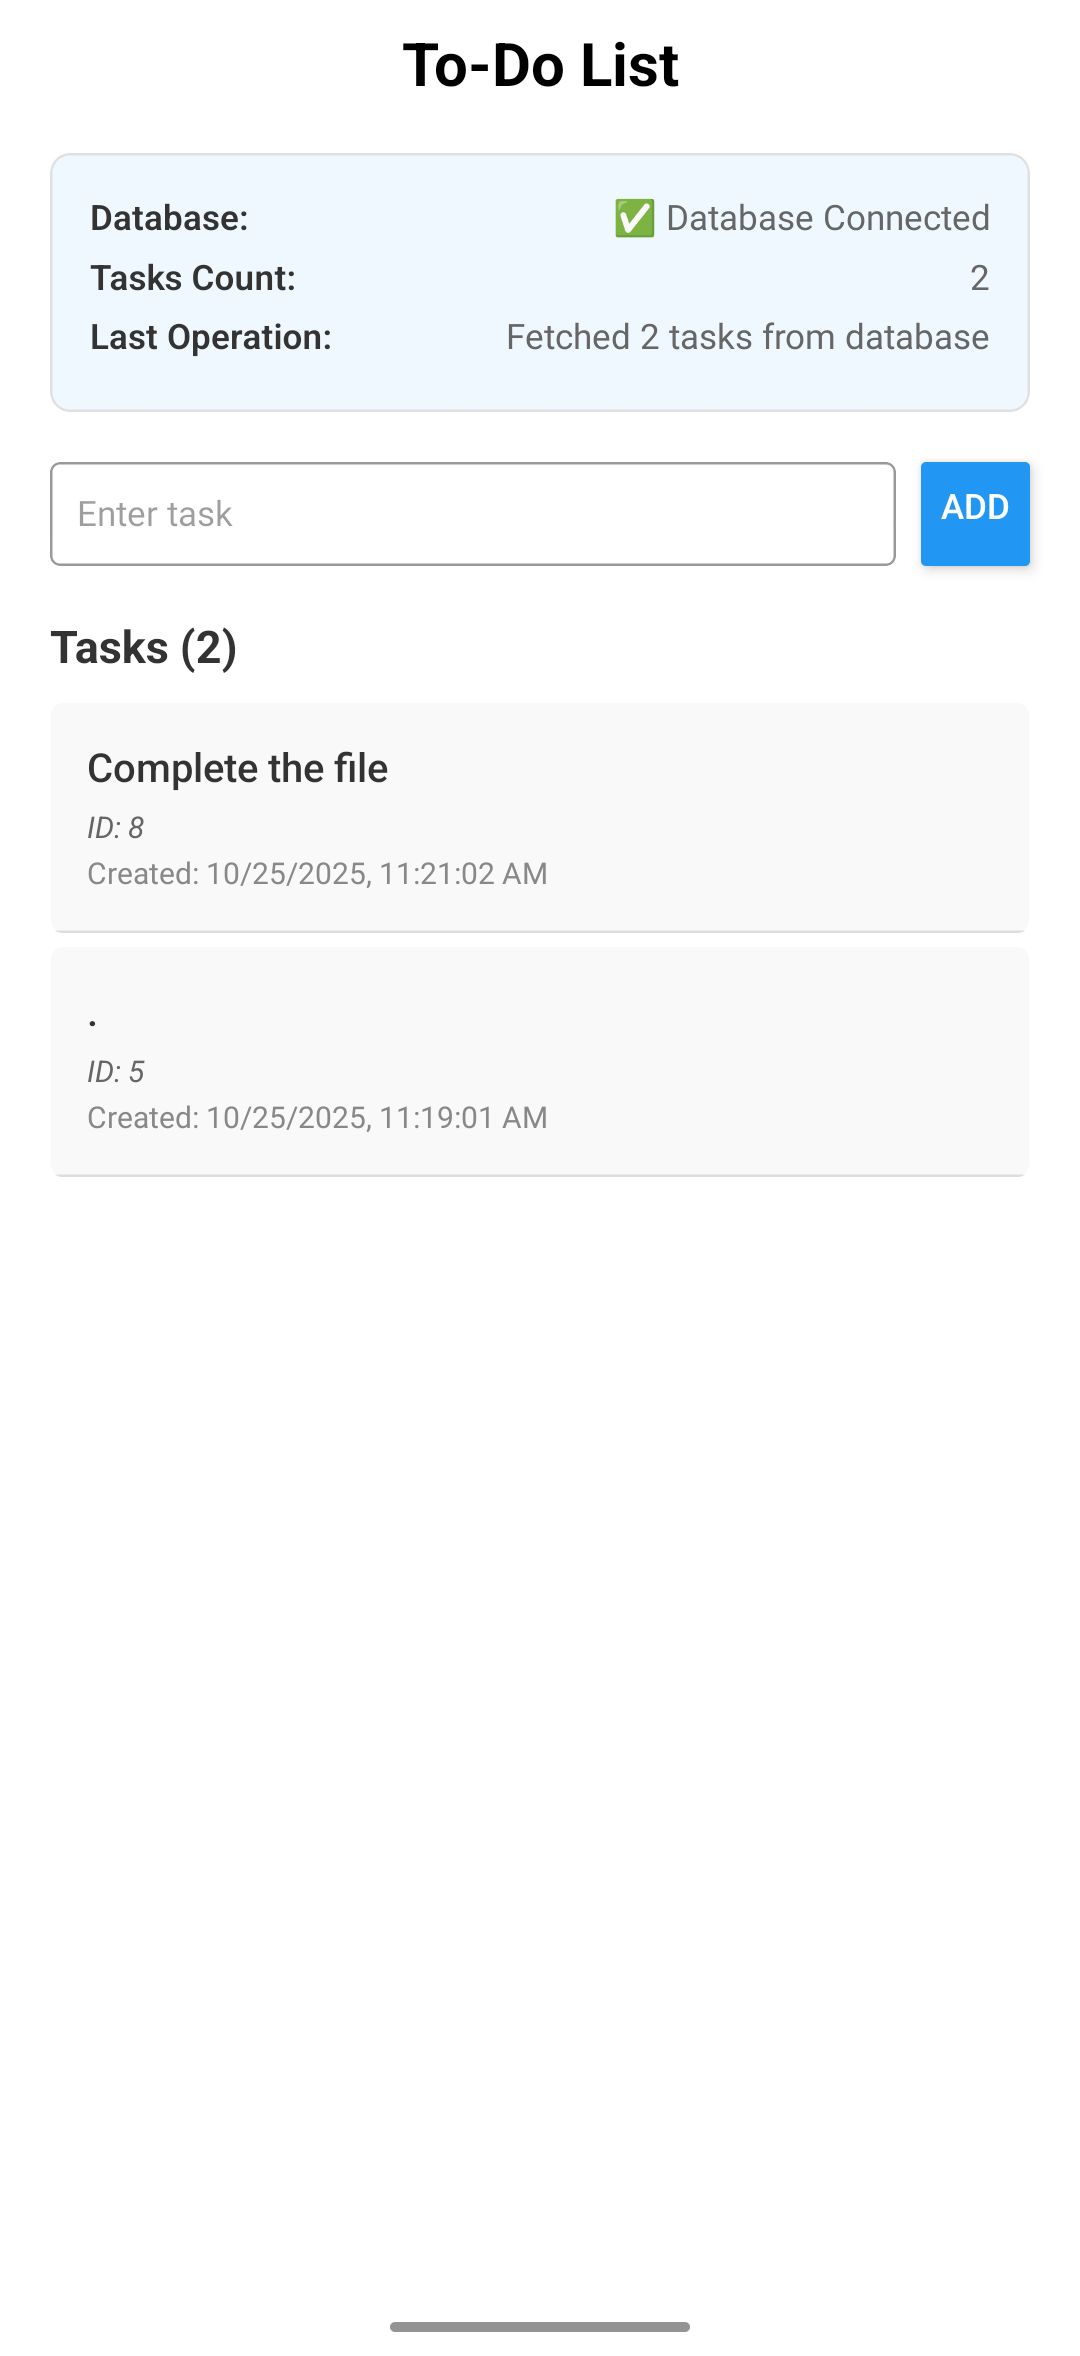 To-Do List
Database: ✅ Database Connected
Tasks Count: 2
Last Operation: Fetched 2 tasks from database
Enter task
ADD
Tasks (2)
Complete the file
ID: 8
Created: 10/25/2025, 11:21:02 AM
.
ID: 5
Created: 10/25/2025, 11:19:01 AM